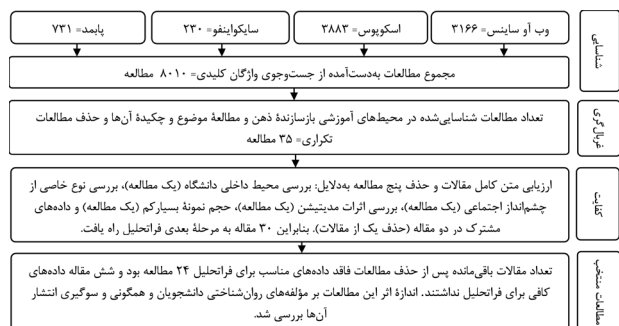 شناسایی
وب آو ساینس= ۳۱۶۶
اسکوپوس= ۳۸۸۳
سایکواینفو= ۲۳۰
پابمد= ۷۳۱
مجموع مطالعات به‌دست‌آمده از جست‌وجوی واژگان کلیدی= ۸۰۱۰ مطالعه
غربال‌گری
تعداد مطالعات شناسایی‌شده در محیط‌های آموزشی بازسازندهٔ ذهن و مطالعهٔ موضوع و چکیدهٔ آن‌ها و حذف مطالعات
تکراری= ۳۵ مطالعه
کفایت
ارزیابی متن کامل مقالات و حذف پنج مطالعه به‌دلایل: بررسی محیط داخلی دانشگاه (یک مطالعه)، بررسی نوع خاصی از
چشم‌انداز اجتماعی (یک مطالعه)، بررسی اثرات مدیتیشن (یک مطالعه)، حجم نمونهٔ بسیارکم (یک مطالعه) و داده‌های
مشترک در دو مقاله (حذف یک از مقالات). بنابراین ۳۰ مقاله به مرحلهٔ بعدی فراتحلیل راه یافت.
مطالعات منتخب
تعداد مقالات باقی‌مانده پس از حذف مطالعات فاقد داده‌های مناسب برای فراتحلیل ۲۴ مطالعه بود و شش مقاله داده‌های
کافی برای فراتحلیل نداشتند. اندازهٔ اثر این مطالعات بر مؤلفه‌های روان‌شناختی دانشجویان و همگونی و سوگیری انتشار
آن‌ها بررسی شد.